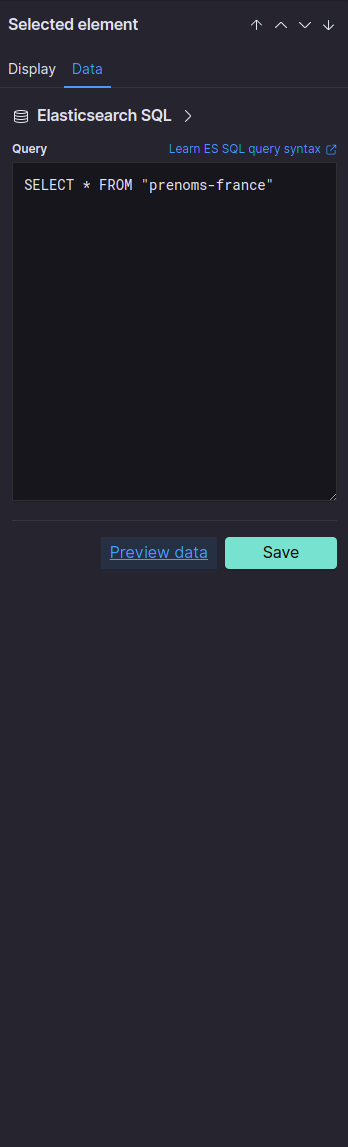 Selected element
Display Data
Elasticsearch SQL
Query Learn ES SQL query syntax
SELECT * FROM "prenoms-france"
Preview data Save